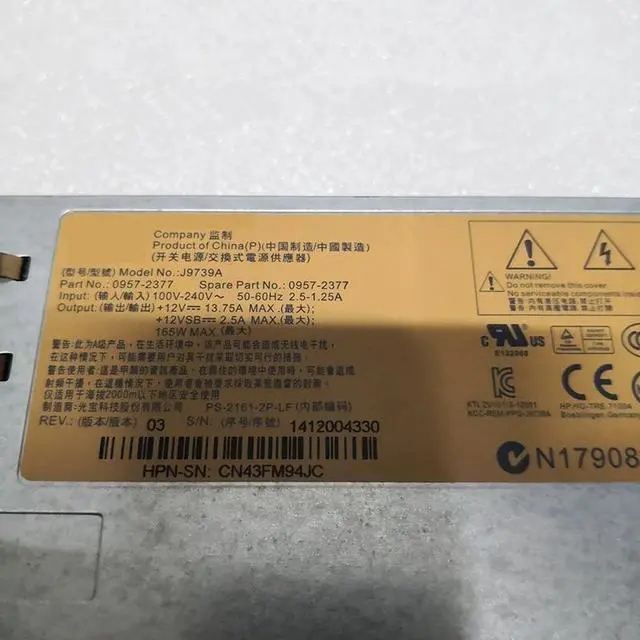 Company 监制
Product of China(P)(中国制造/中國製造)
(开关电源/交换式電源供應器)
(型号/型號) Model No.:J9739A
Part No.: 0957-2377 Spare Part No.: 0957-2377
Input: (输入/輸入) 100V-240V~ 50-60Hz 2.5-1.25A
Output: (输出/輸出) +12V⎓ 13.75A MAX.(最大);
+12VSB⎓ 2.5A MAX.(最大);
165W MAX.(最大)
警告: 此为A级产品, 在生活环境中, 该产品可能会造成无线电干扰,
在这种情况下, 可能需要用户对其干扰采取切实可行的措施
警告: 這是甲類的資訊產品, 在居住的環境中使用時, 可能會造成
射頻干擾, 在這種情況下, 使用者會被要求採取某些適當的對策
仅适用于海拔2000m以下地区安全使用
製造商: 光宝科技股份有限公司 PS-2161-2P-LF(内部编码)
REV.: (版本/版本) 03 S/N: (序号/序號) 1412004330
HPN-SN: CN43FM94JC
WARNING!
Do not remove this cover.
No serviceable components inside.
c UL us
E132068
CE
N1790